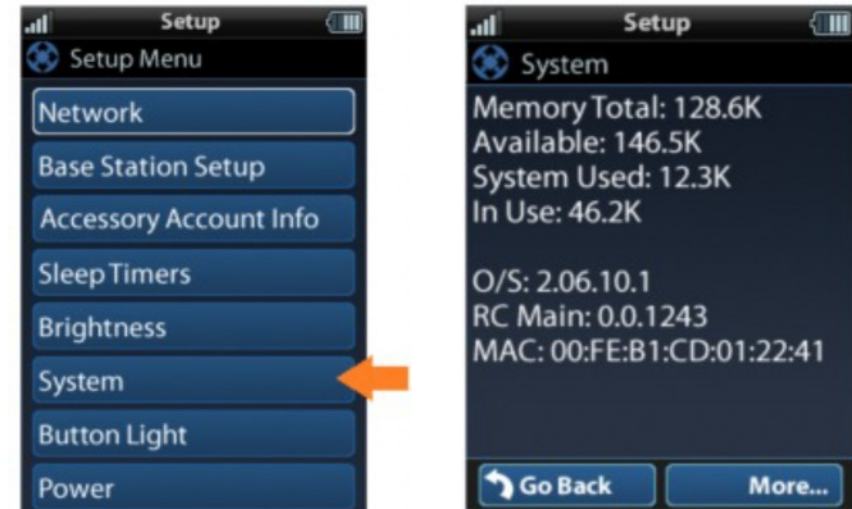 Setup
Setup Menu
Network
Base Station Setup
Accessory Account Info
Sleep Timers
Brightness
System
Button Light
Power
Setup
System
Memory Total: 128.6K
Available: 146.5K
System Used: 12.3K
In Use: 46.2K
O/S: 2.06.10.1
RC Main: 0.0.1243
MAC: 00:FE:B1:CD:01:22:41
Go Back
More...